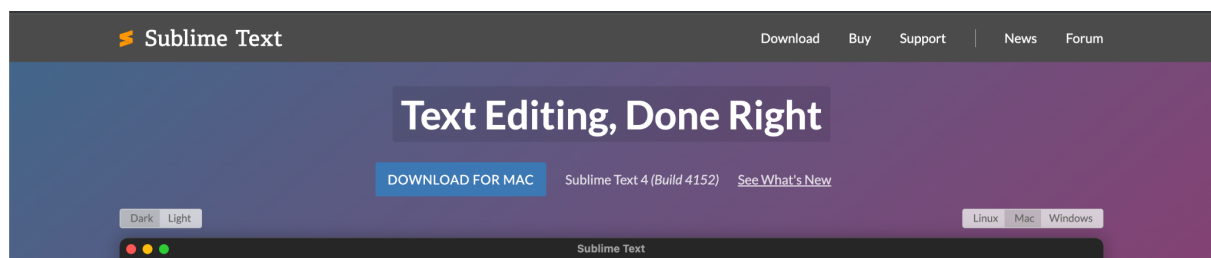 Sublime Text Download Buy Support News Forum
Text Editing, Done Right
DOWNLOAD FOR MAC Sublime Text 4 (Build 4152) See What's New
Dark Light Linux Mac Windows
Sublime Text